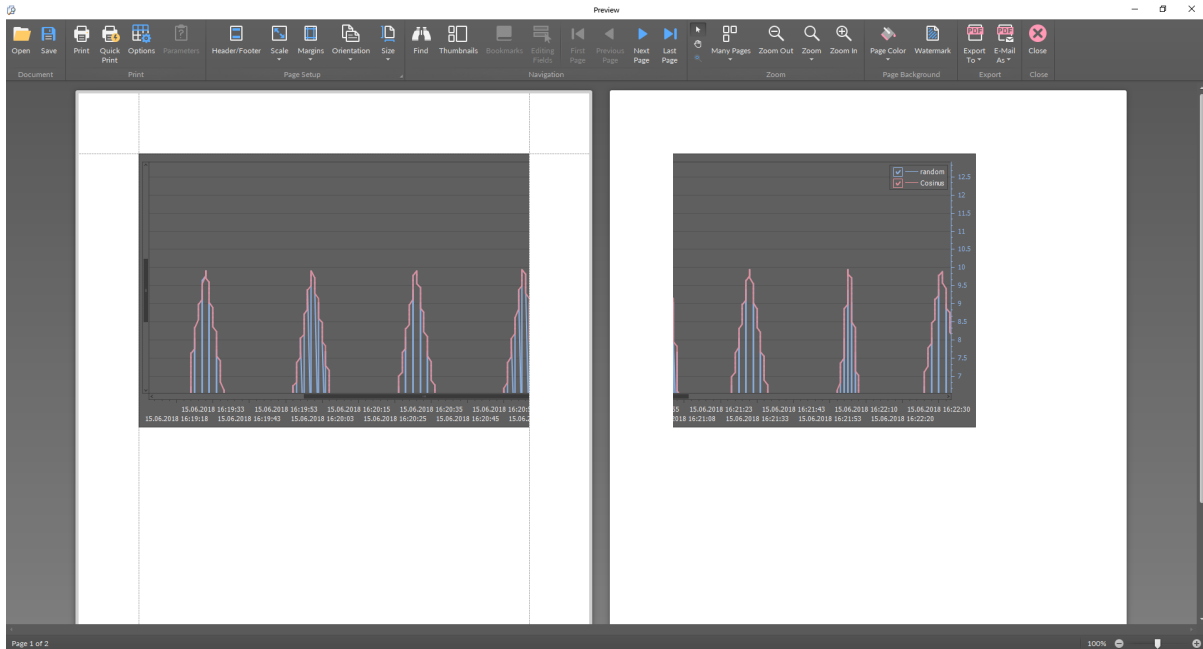 Preview
Open Save Print Quick Print Options Parameters Header/Footer Scale Margins Orientation Size Find Thumbnails Bookmarks Editing Fields First Page Previous Page Next Page Last Page Many Pages Zoom Out Zoom Zoom In Page Color Watermark Export To E-Mail As Close
PDF PDF
Document Print Page Setup Navigation Zoom Page Background Export Close
random
Cosinus
12.5
12
11.5
11
10.5
10
9.5
9
8.5
8
7.5
7
15.06.2018 16:19:33 15.06.2018 16:19:53 15.06.2018 16:20:15 15.06.2018 16:20:35 15.06.2018 16:20:5
15.06.2018 16:19:18 15.06.2018 16:19:43 15.06.2018 16:20:03 15.06.2018 16:20:25 15.06.2018 16:20:45 15.06.2
15.06.2018 16:21:23 15.06.2018 16:21:43 15.06.2018 16:22:10 15.06.2018 16:22:30
2018 16:21:08 15.06.2018 16:21:33 15.06.2018 16:21:53 15.06.2018 16:22:20
Page 1 of 2
100%